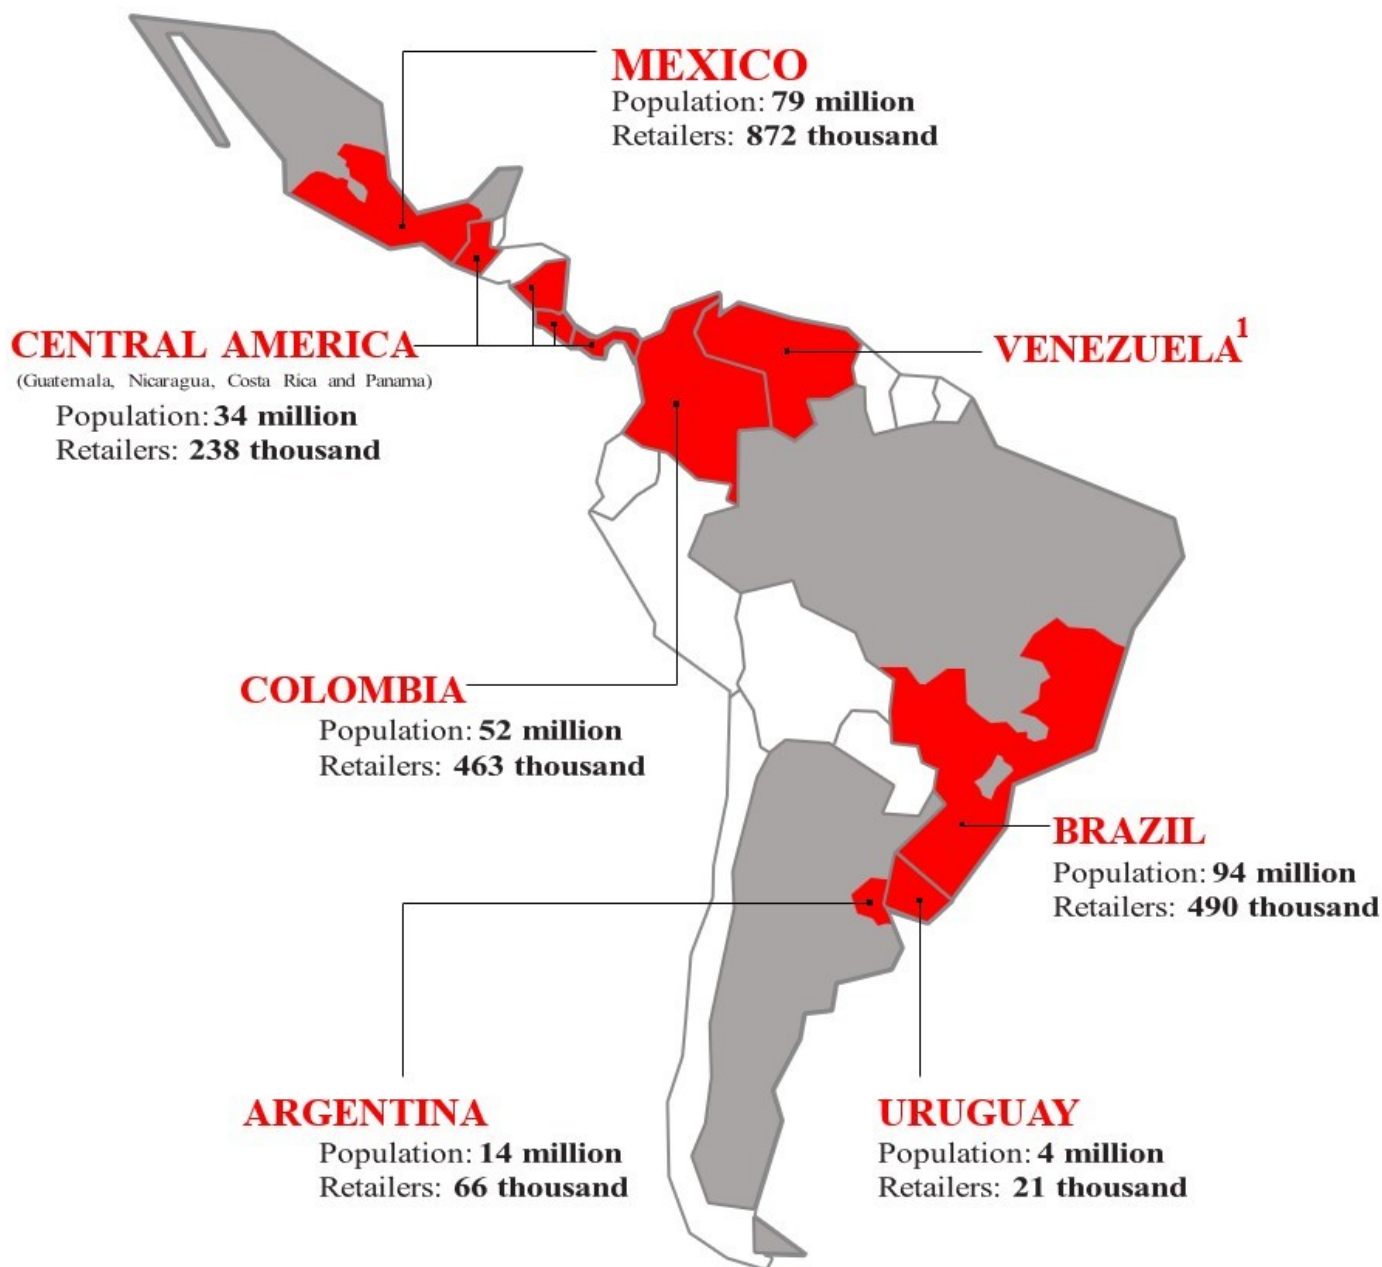 MEXICO
Population: 79 million
Retailers: 872 thousand
CENTRAL AMERICA
(Guatemala, Nicaragua, Costa Rica and Panama)
Population: 34 million
Retailers: 238 thousand
VENEZUELA1
COLOMBIA
Population: 52 million
Retailers: 463 thousand
BRAZIL
Population: 94 million
Retailers: 490 thousand
ARGENTINA
Population: 14 million
Retailers: 66 thousand
URUGUAY
Population: 4 million
Retailers: 21 thousand